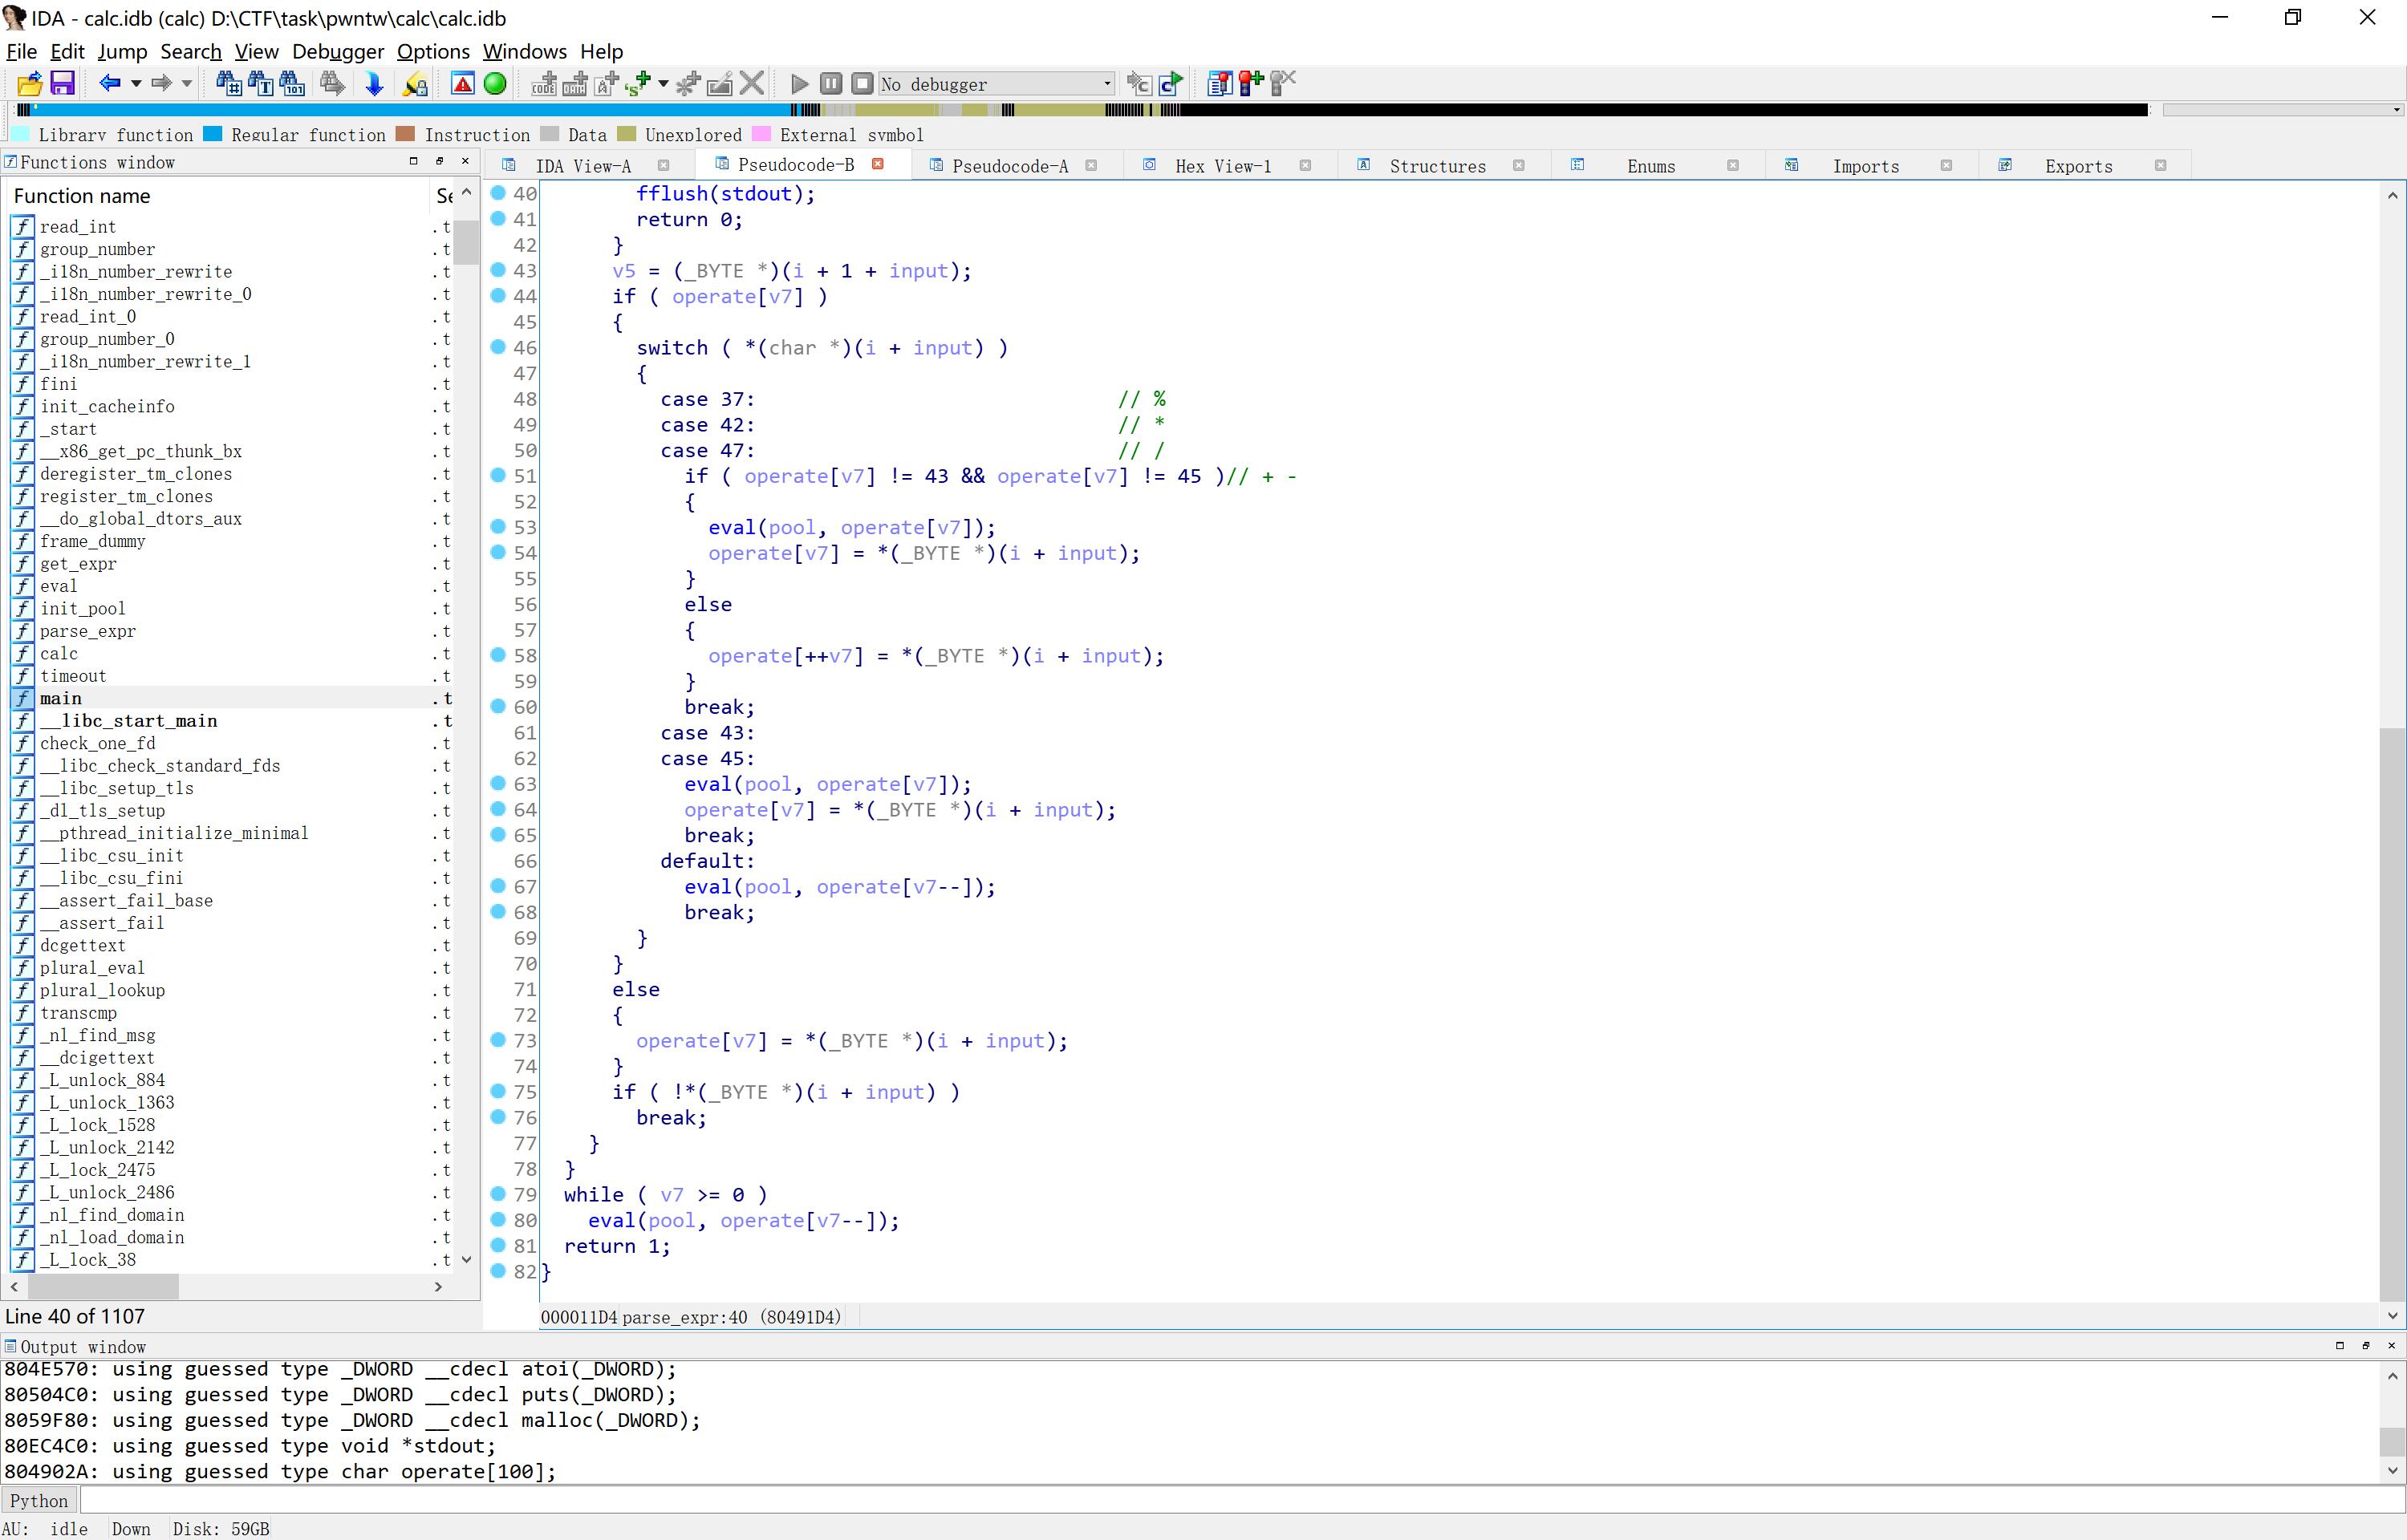 IDA - calc.idb (calc) D:\CTF\task\pwntw\calc\calc.idb
File Edit Jump Search View Debugger Options Windows Help
No debugger
Library function Regular function Instruction Data Unexplored External symbol
Functions window
IDA View-A Pseudocode-B Pseudocode-A Hex View-1 Structures Enums Imports Exports
Function name
read_int .t
group_number .t
_i18n_number_rewrite .t
_i18n_number_rewrite_0 .t
read_int_0 .t
group_number_0 .t
_i18n_number_rewrite_1 .t
fini .t
init_cacheinfo .t
_start .t
__x86_get_pc_thunk_bx .t
deregister_tm_clones .t
register_tm_clones .t
__do_global_dtors_aux .t
frame_dummy .t
get_expr .t
eval .t
init_pool .t
parse_expr .t
calc .t
timeout .t
main .t
__libc_start_main .t
check_one_fd .t
__libc_check_standard_fds .t
__libc_setup_tls .t
_dl_tls_setup .t
__pthread_initialize_minimal .t
__libc_csu_init .t
__libc_csu_fini .t
__assert_fail_base .t
__assert_fail .t
dcgettext .t
plural_eval .t
plural_lookup .t
transcmp .t
_nl_find_msg .t
__dcigettext .t
_L_unlock_884 .t
_L_unlock_1363 .t
_L_lock_1528 .t
_L_unlock_2142 .t
_L_lock_2475 .t
_L_unlock_2486 .t
_nl_find_domain .t
_nl_load_domain .t
_L_lock_38 .t
Line 40 of 1107
40 fflush(stdout);
41 return 0;
42 }
43 v5 = (_BYTE *)(i + 1 + input);
44 if ( operate[v7] )
45 {
46 switch ( *(char *)(i + input) )
47 {
48 case 37: // %
49 case 42: // *
50 case 47: // /
51 if ( operate[v7] != 43 && operate[v7] != 45 )// + -
52 {
53 eval(pool, operate[v7]);
54 operate[v7] = *(_BYTE *)(i + input);
55 }
56 else
57 {
58 operate[++v7] = *(_BYTE *)(i + input);
59 }
60 break;
61 case 43:
62 case 45:
63 eval(pool, operate[v7]);
64 operate[v7] = *(_BYTE *)(i + input);
65 break;
66 default:
67 eval(pool, operate[v7--]);
68 break;
69 }
70 }
71 else
72 {
73 operate[v7] = *(_BYTE *)(i + input);
74 }
75 if ( !*(_BYTE *)(i + input) )
76 break;
77 }
78 }
79 while ( v7 >= 0 )
80 eval(pool, operate[v7--]);
81 return 1;
82 }
000011D4 parse_expr:40 (80491D4)
Output window
804E570: using guessed type _DWORD __cdecl atoi(_DWORD);
80504C0: using guessed type _DWORD __cdecl puts(_DWORD);
8059F80: using guessed type _DWORD __cdecl malloc(_DWORD);
80EC4C0: using guessed type void *stdout;
804902A: using guessed type char operate[100];
Python
AU: idle Down Disk: 59GB